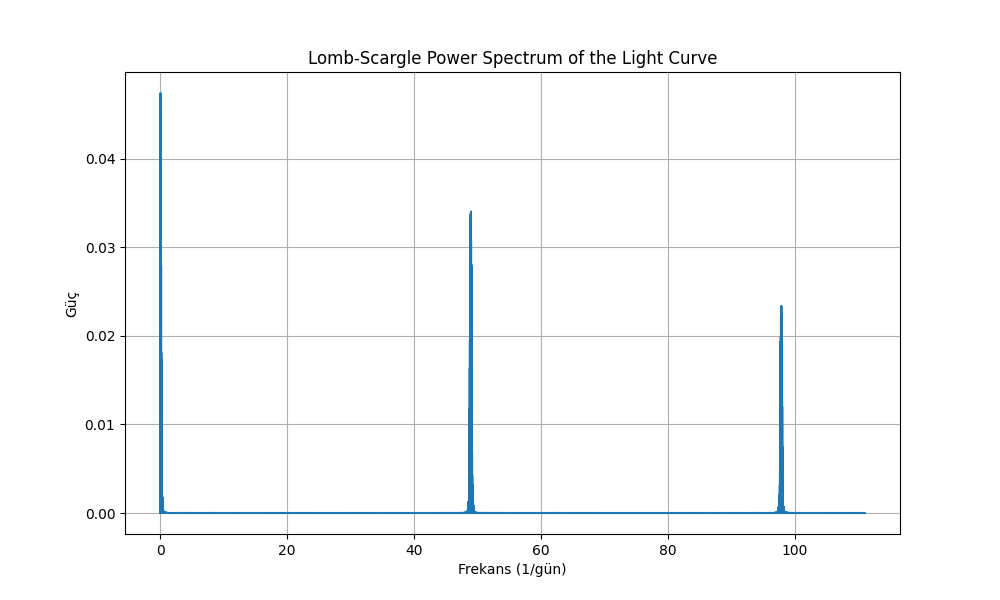 Lomb-Scargle Power Spectrum of the Light Curve
0.04
0.03
0.02
0.01
0.00
Güç
0 20 40 60 80 100
Frekans (1/gün)